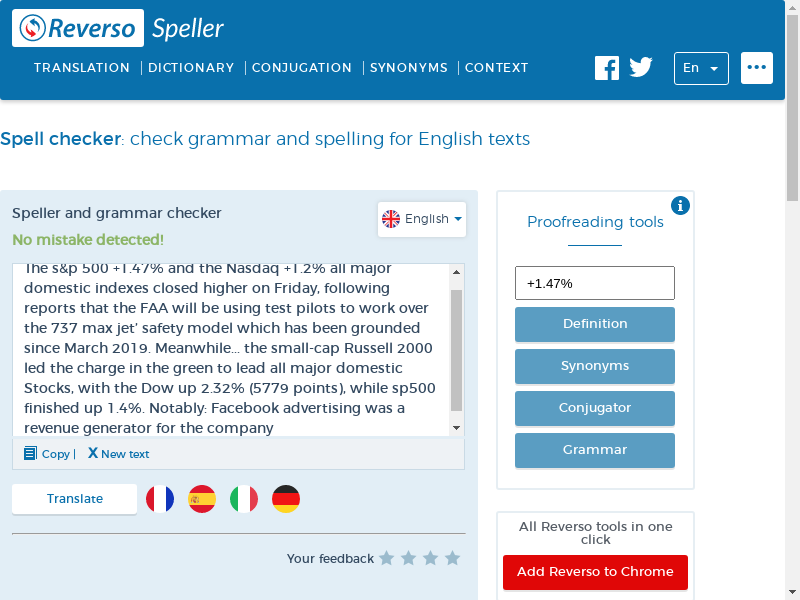 Reverso Speller
TRANSLATION | DICTIONARY | CONJUGATION | SYNONYMS | CONTEXT
En
Spell checker: check grammar and spelling for English texts
Speller and grammar checker
English
No mistake detected!
The s&p 500 +1.47% and the Nasdaq +1.2% all major
domestic indexes closed higher on Friday, following
reports that the FAA will be using test pilots to work over
the 737 max jet’ safety model which has been grounded
since March 2019. Meanwhile... the small-cap Russell 2000
led the charge in the green to lead all major domestic
Stocks, with the Dow up 2.32% (5779 points), while sp500
finished up 1.4%. Notably: Facebook advertising was a
revenue generator for the company
Copy | X New text
Translate
Your feedback
Proofreading tools
+1.47%
Definition
Synonyms
Conjugator
Grammar
All Reverso tools in one
click
Add Reverso to Chrome